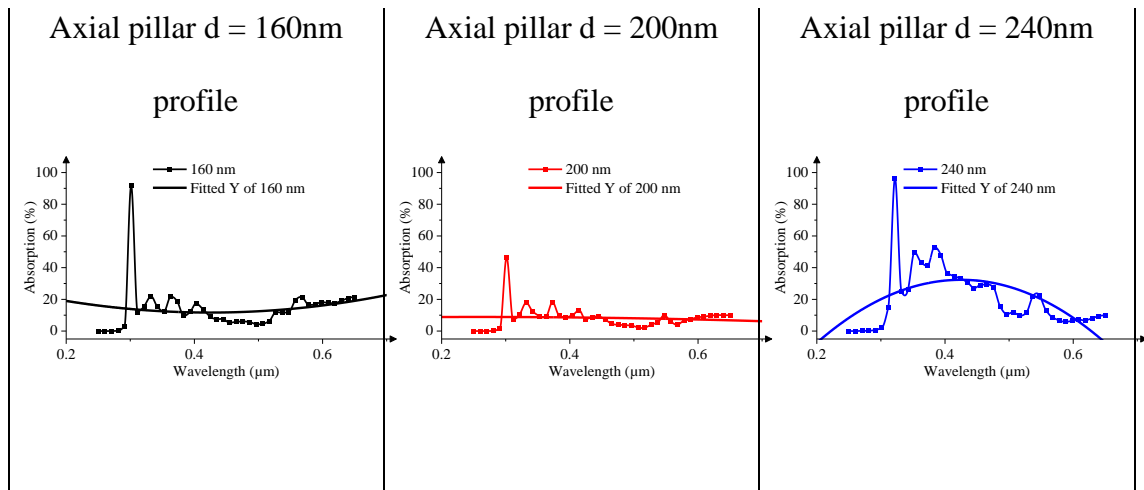 Axial pillar d = 160nm
profile
160 nm
Fitted Y of 160 nm
100
80
60
40
20
0
Absorption (%)
0.2
0.4
0.6
Wavelength (µm)
Axial pillar d = 200nm
profile
200 nm
Fitted Y of 200 nm
100
80
60
40
20
0
Absorption (%)
0.2
0.4
0.6
Wavelength (µm)
Axial pillar d = 240nm
profile
240 nm
Fitted Y of 240 nm
100
80
60
40
20
0
Absorption (%)
0.2
0.4
0.6
Wavelength (µm)